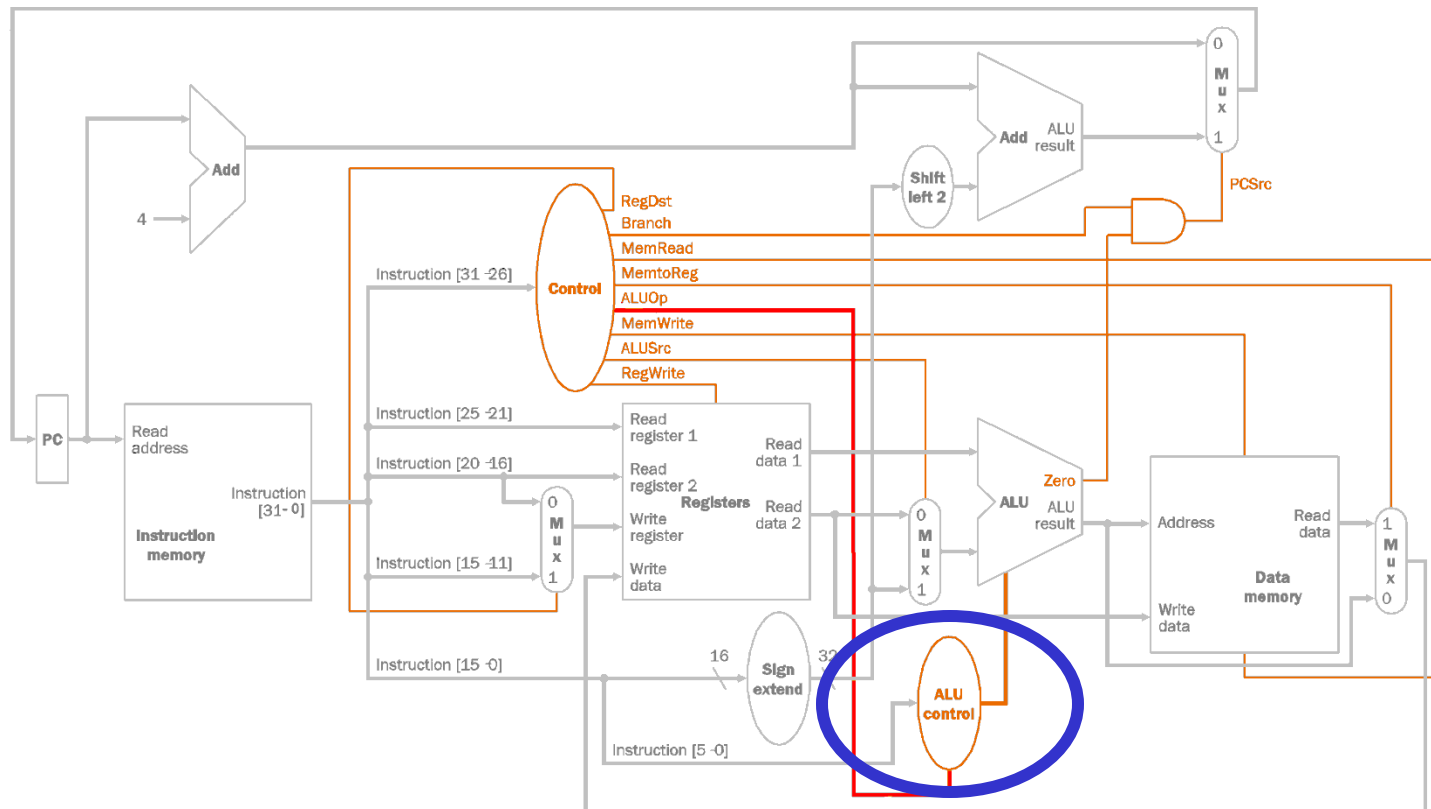 0
M
u
x
1
Add
ALU
result
Add
Shift
left 2
4
PCSrc
RegDst
Branch
MemRead
MemtoReg
ALUOp
MemWrite
ALUSrc
RegWrite
Instruction [31-26]
Control
PC
Read
address
Instruction
[31-0]
Instruction
memory
Instruction [25-21]
Instruction [20-16]
Instruction [15-11]
0
M
u
x
1
Read
register 1
Read
register 2
Write
register
Write
data
Registers
Read
data 1
Read
data 2
0
M
u
x
1
Zero
ALU
ALU
result
Address
Write
data
Read
data
Data
memory
1
M
u
x
0
Instruction [15-0]
16
Sign
extend
32
ALU
control
Instruction [5-0]